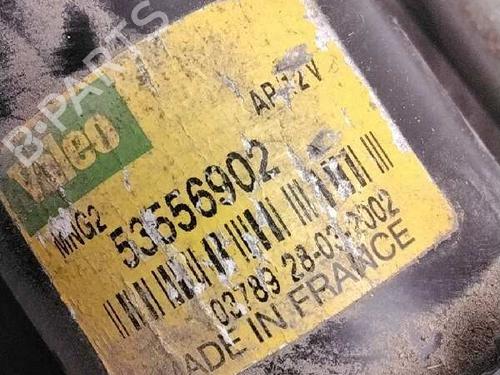 B-PARTS
Valeo
AP 12V
MNG2
53556902
03789 28-03-2002
MADE IN FRANCE